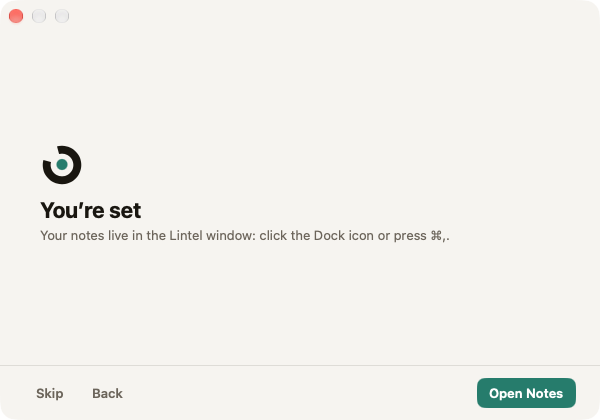 You’re set
Your notes live in the Lintel window: click the Dock icon or press ⌘,.
Skip
Back
Open Notes